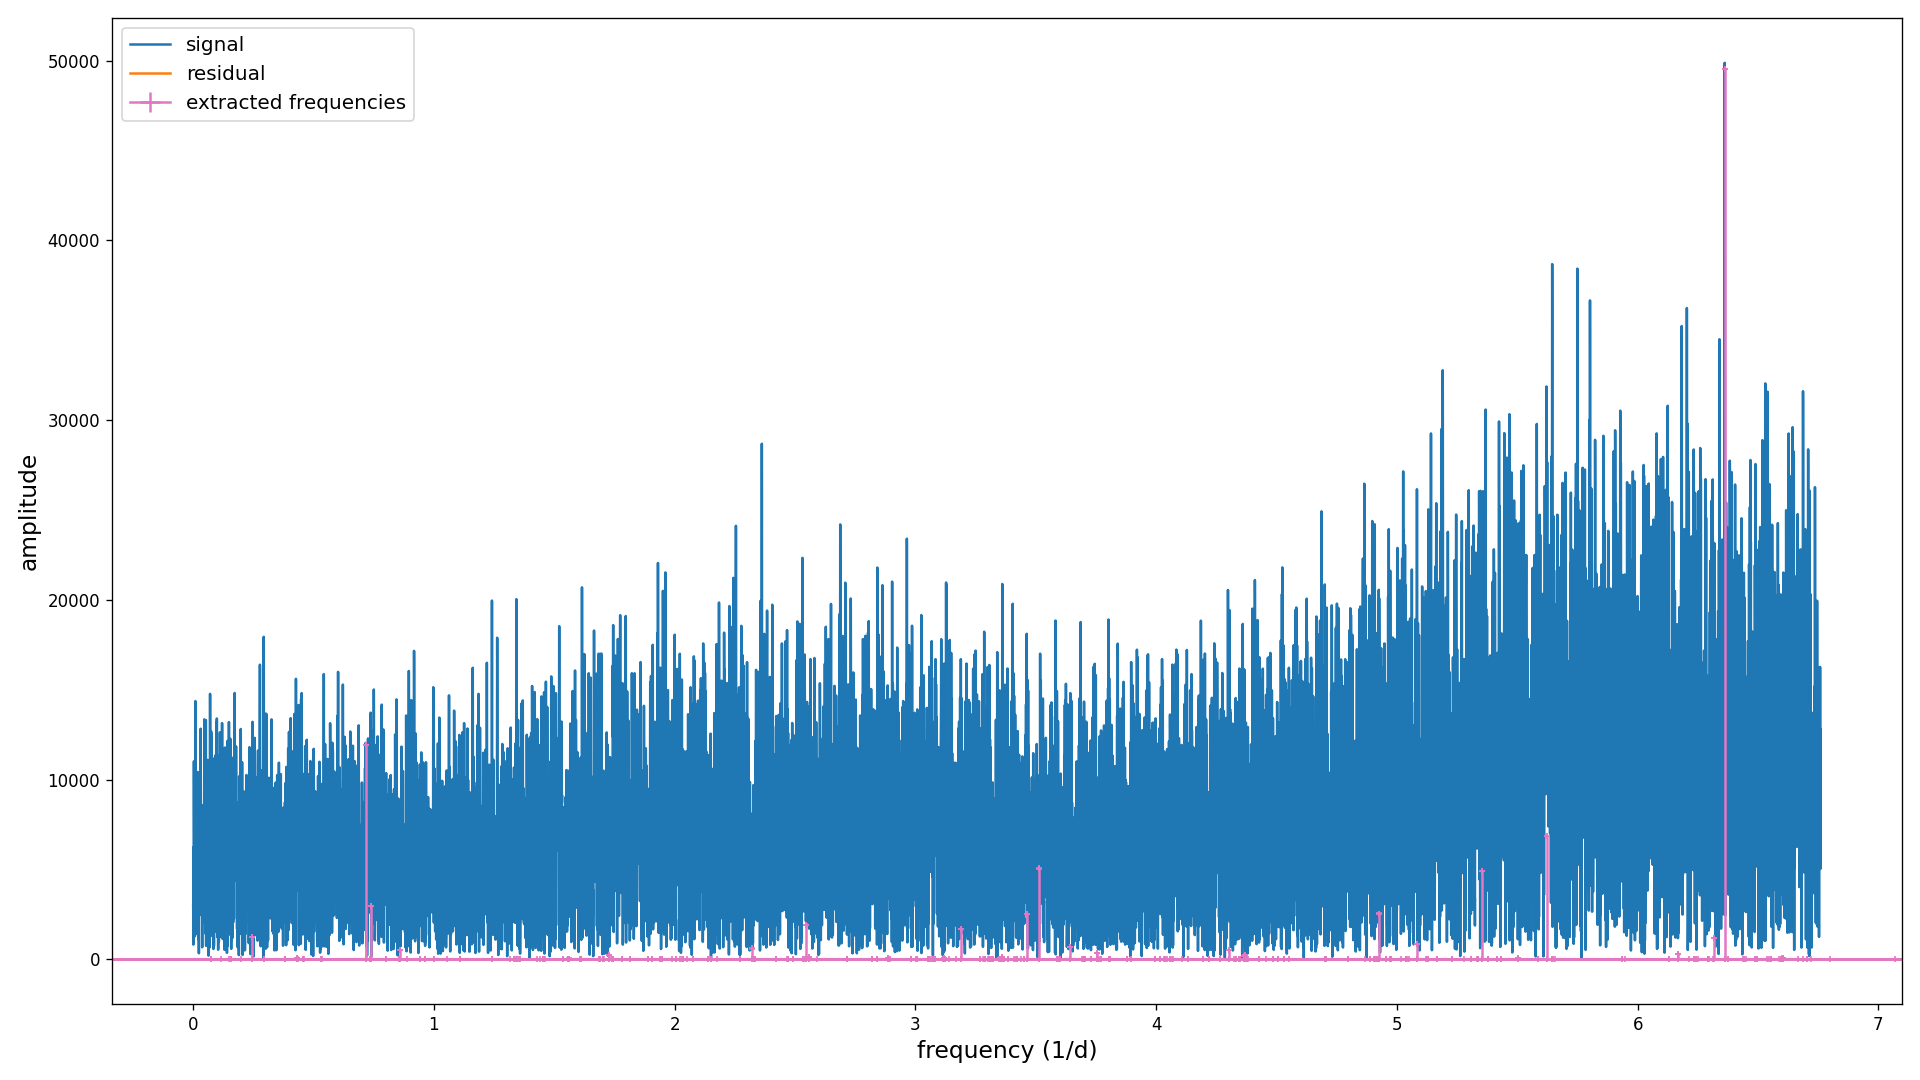 signal
residual
extracted frequencies
50000
40000
30000
20000
10000
0
amplitude
0 1 2 3 4 5 6 7
frequency (1/d)